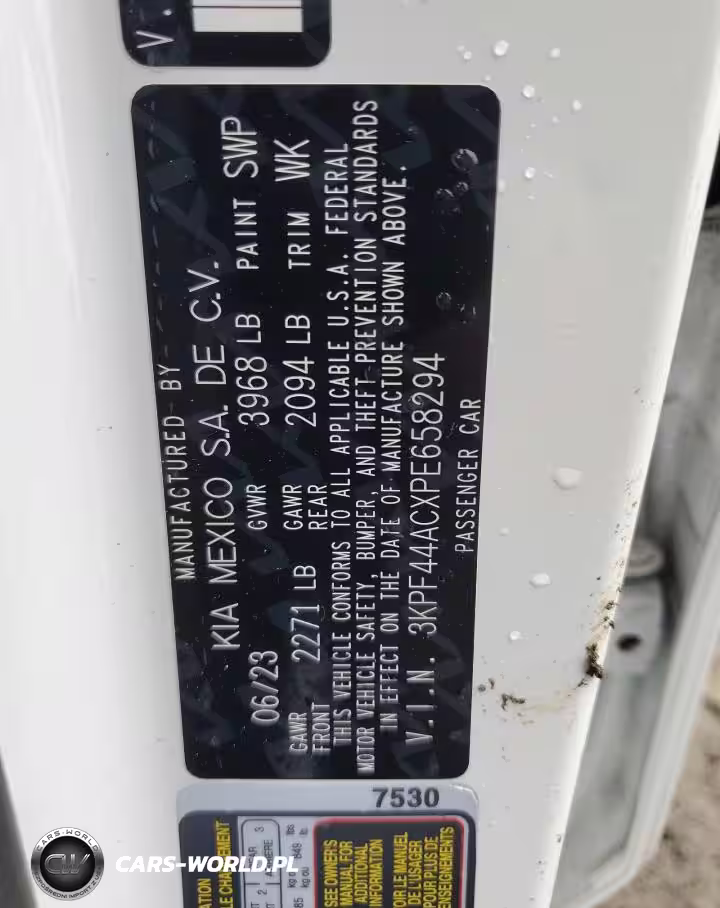 V.
MANUFACTURED BY
KIA MEXICO S.A. DE C.V.
06/23 GVWR 3968 LB PAINT SWP
GAWR FRONT 2271 LB GAWR REAR 2094 LB TRIM WK
THIS VEHICLE CONFORMS TO ALL APPLICABLE U.S.A. FEDERAL
MOTOR VEHICLE SAFETY, BUMPER, AND THEFT PREVENTION STANDARDS
IN EFFECT ON THE DATE OF MANUFACTURE SHOWN ABOVE.
V.I.N. 3KPF44ACXPE658294
PASSENGER CAR
7530
SEE OWNER'S
MANUAL FOR
ADDITIONAL
INFORMATION
VOIR LE MANUEL
DE L'USAGER
POUR PLUS DE
RENSEIGNEMENTS
CARS-WORLD
CW
CARS-WORLD.PL